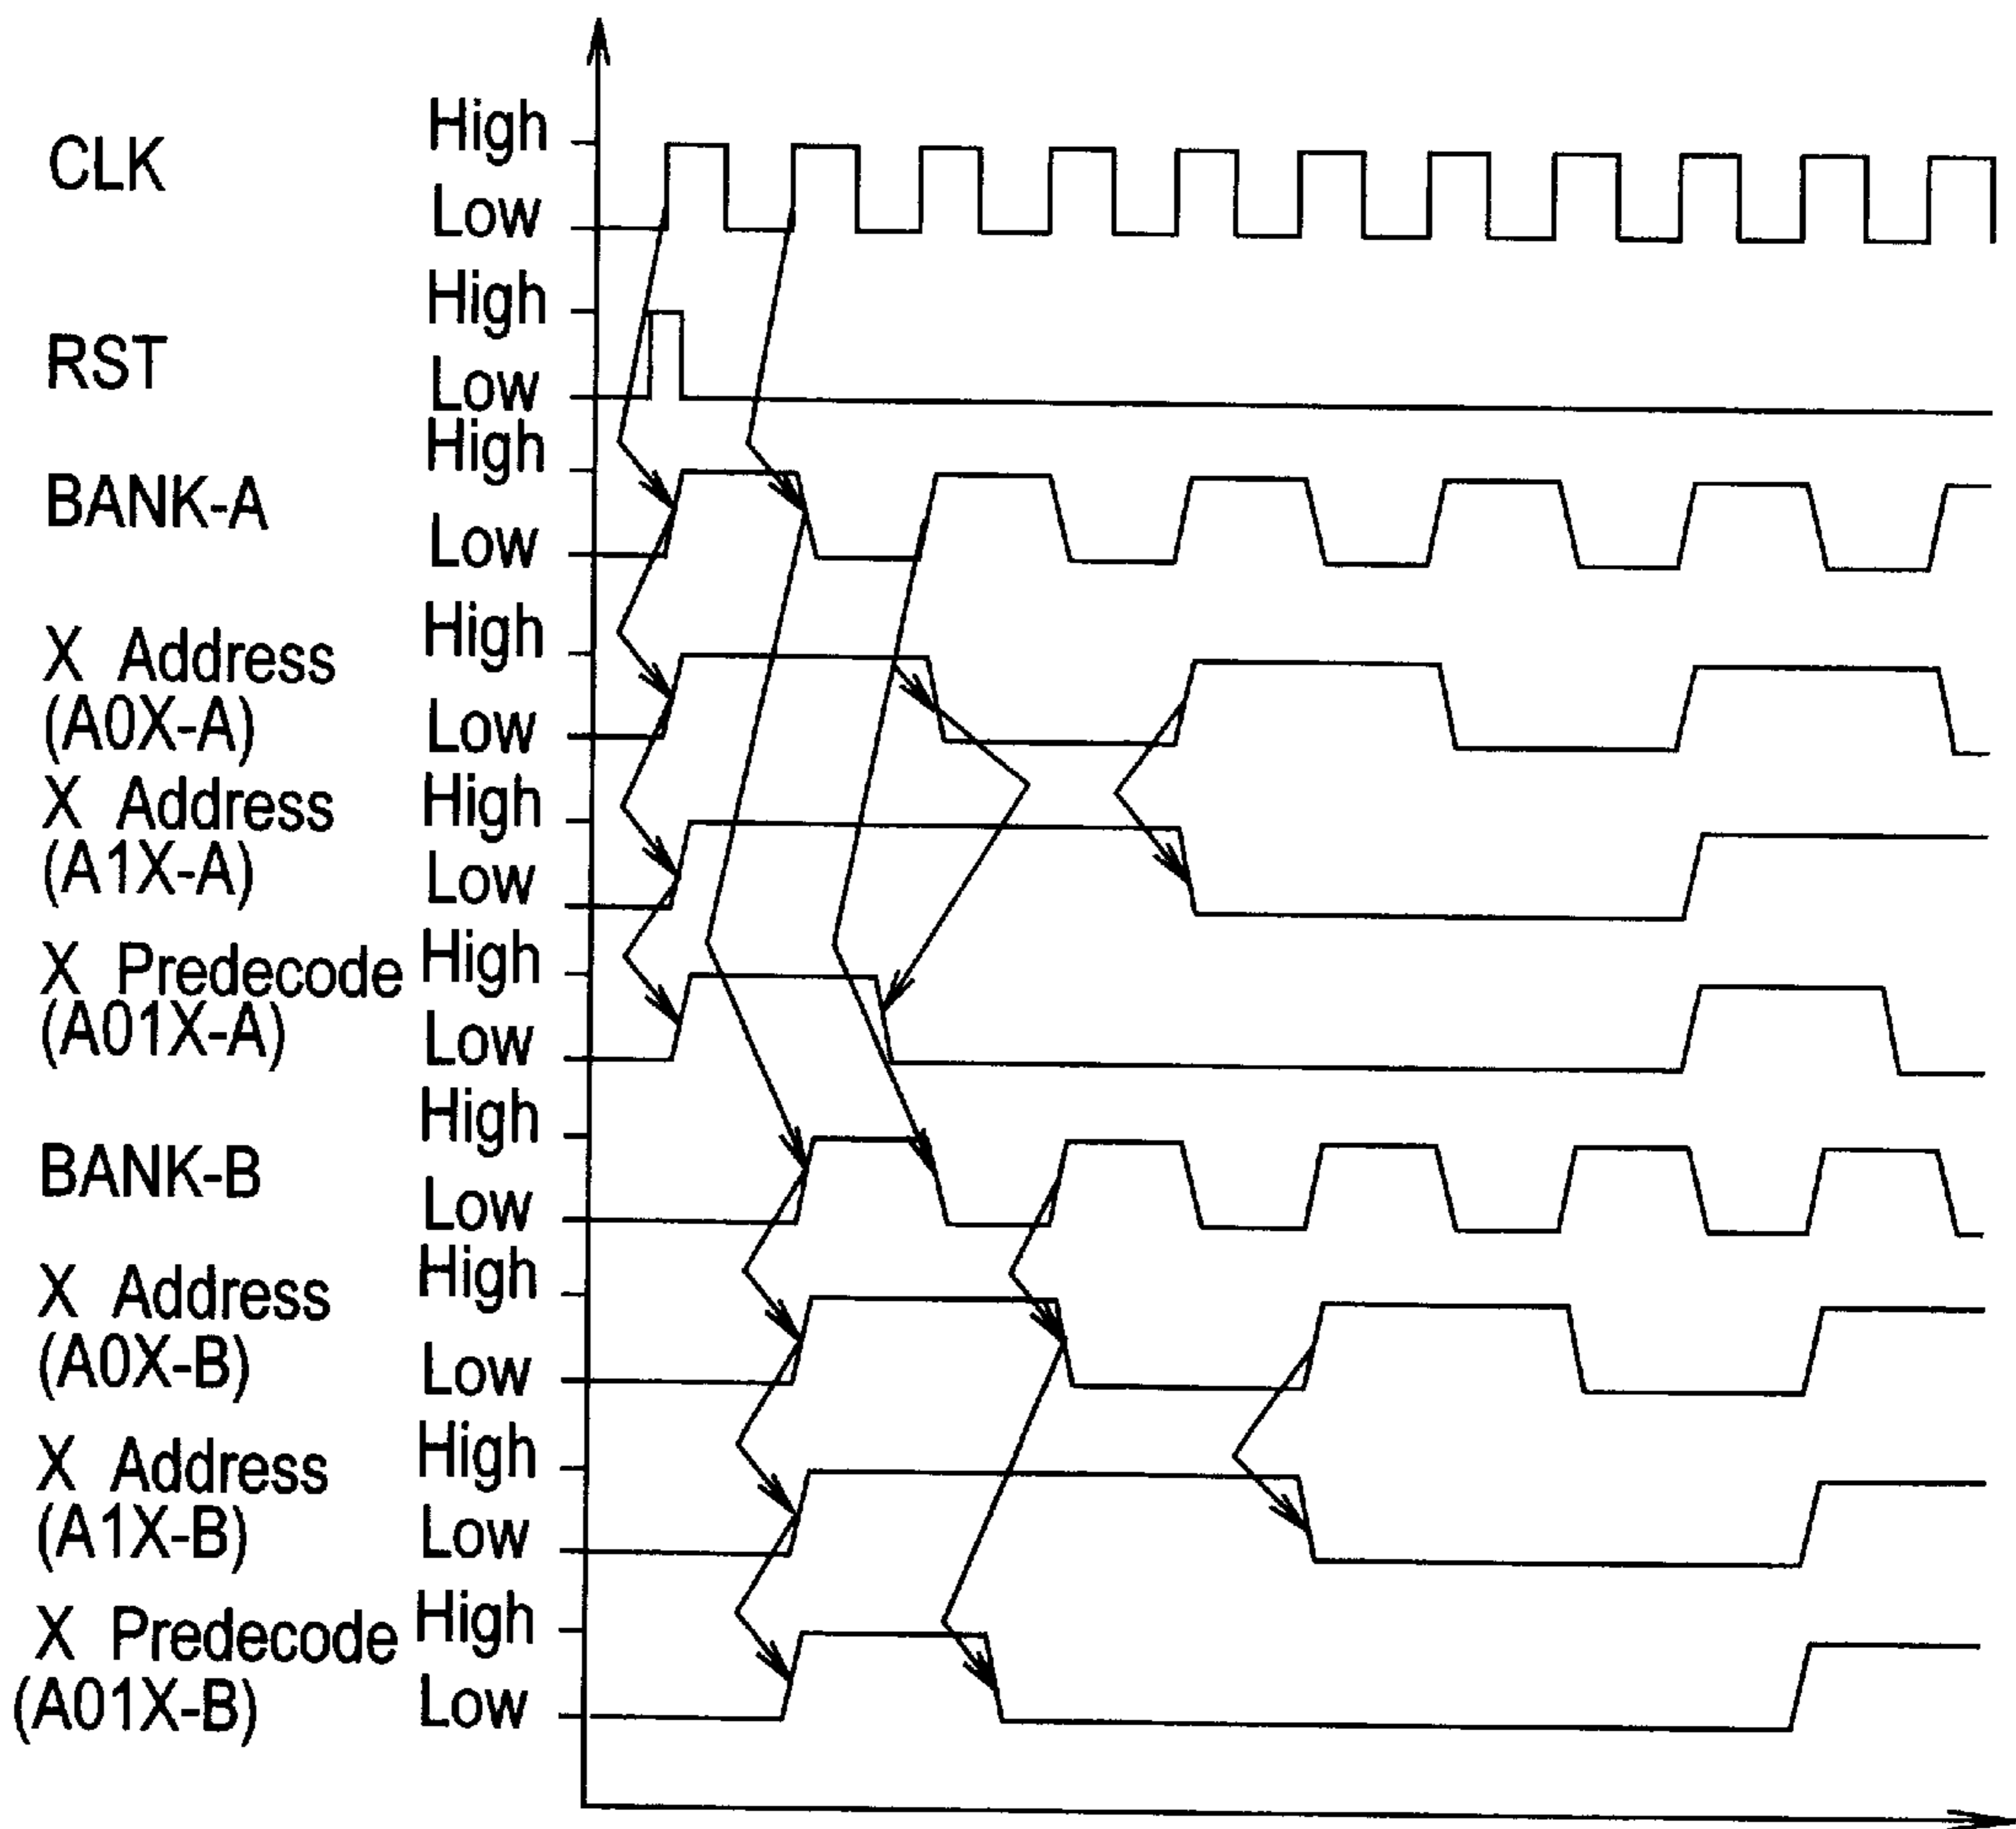 CLK
High
Low
RST
High
Low
BANK-A
High
Low
X Address
(A0X-A)
High
Low
X Address
(A1X-A)
High
Low
X Predecode
(A01X-A)
High
Low
BANK-B
High
Low
X Address
(A0X-B)
High
Low
X Address
(A1X-B)
High
Low
X Predecode
(A01X-B)
High
Low